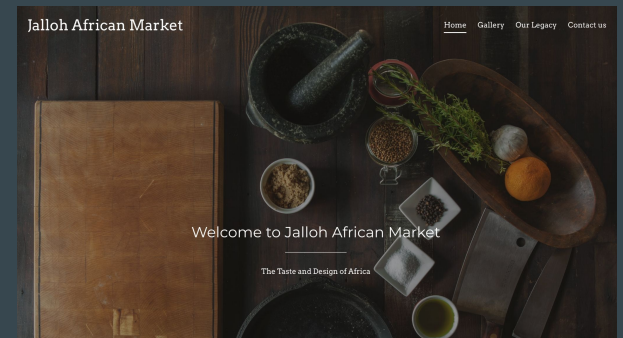 Jalloh African Market
Home Gallery Our Legacy Contact us
Welcome to Jalloh African Market
The Taste and Design of Africa